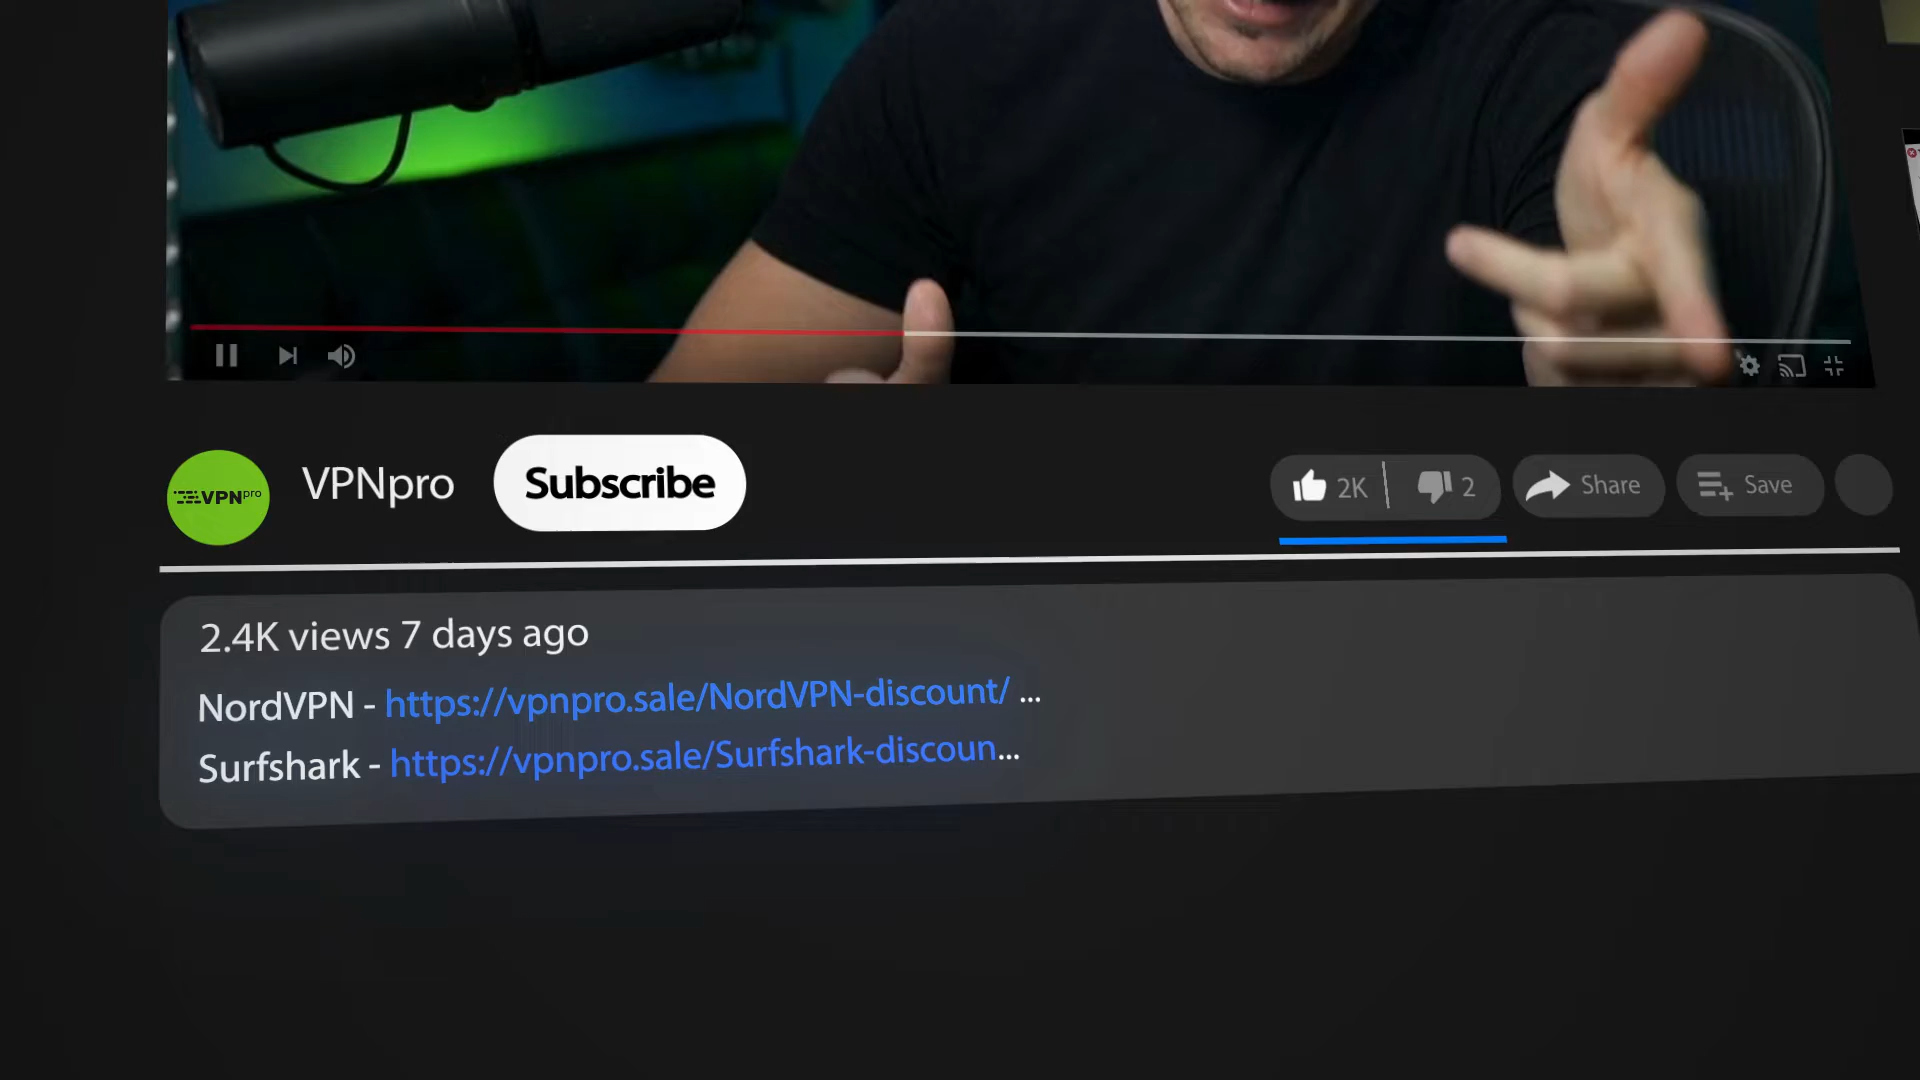 VPNpro
VPNpro
Subscribe
2K
2
Share
Save
2.4K views 7 days ago
NordVPN - https://vpnpro.sale/NordVPN-discount/ ...
Surfshark - https://vpnpro.sale/Surfshark-discoun...